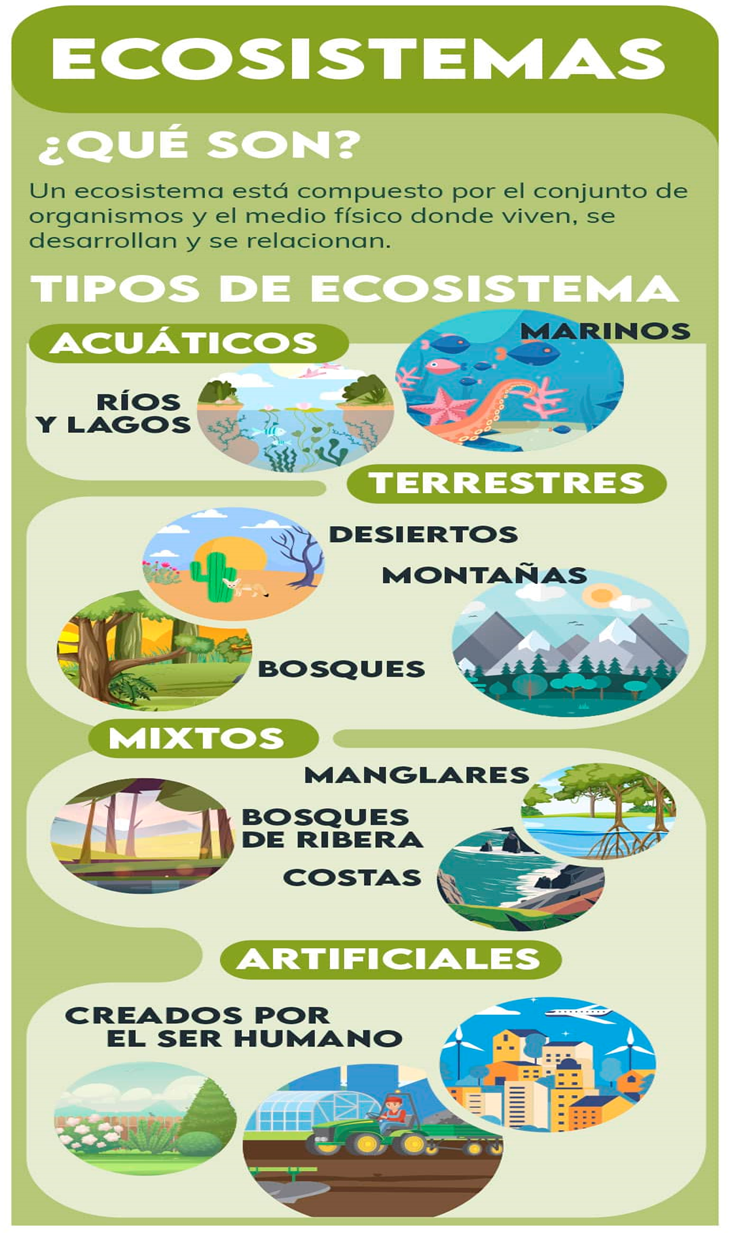 ECOSISTEMAS
¿QUÉ SON?
Un ecosistema está compuesto por el conjunto de
organismos y el medio físico donde viven, se
desarrollan y se relacionan.
TIPOS DE ECOSISTEMA
ACUÁTICOS
MARINOS
RÍOS
Y LAGOS
TERRESTRES
DESIERTOS
MONTAÑAS
BOSQUES
MIXTOS
MANGLARES
BOSQUES
DE RIBERA
COSTAS
ARTIFICIALES
CREADOS POR
EL SER HUMANO